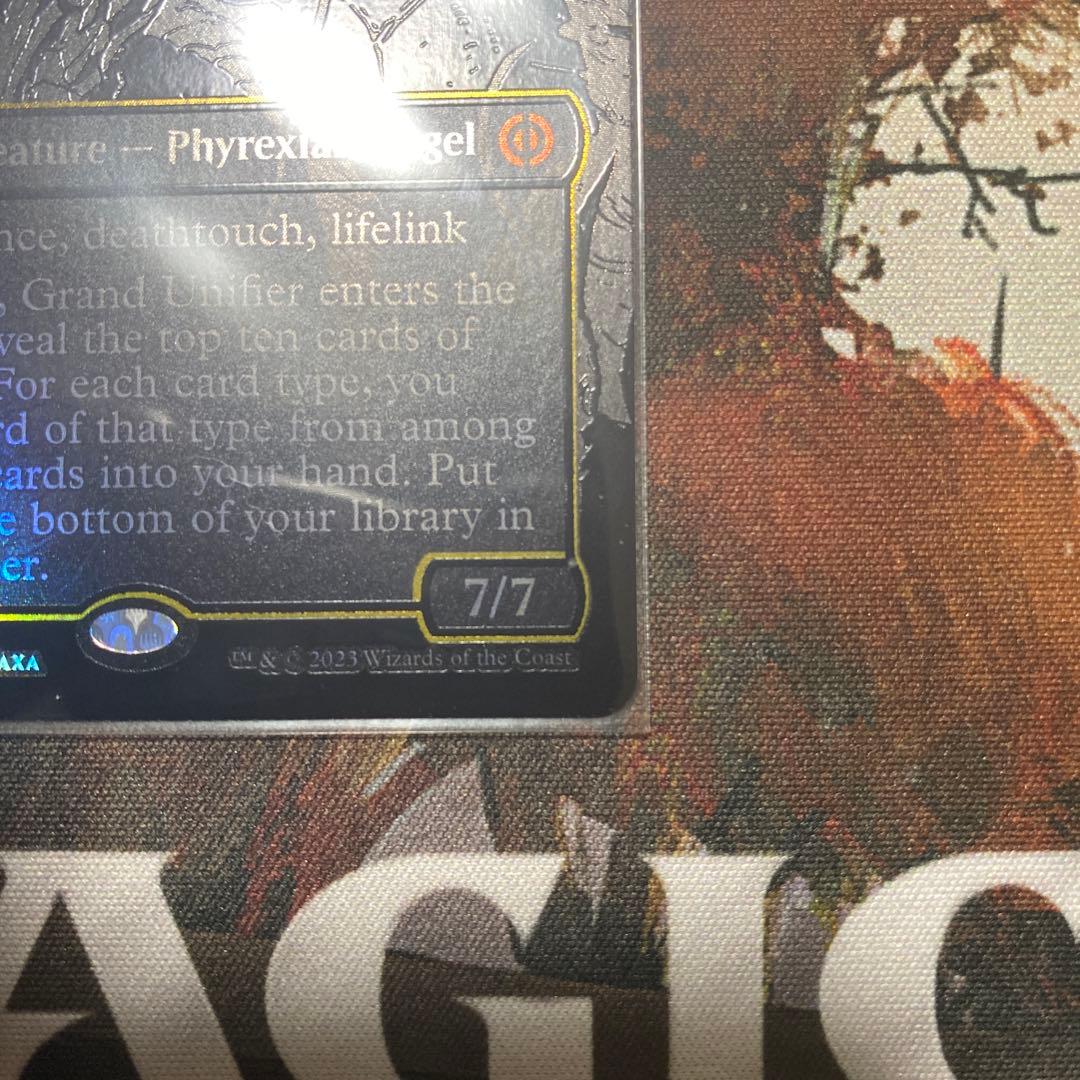 eature — Phyrexia gel
nce, deathtouch, lifelink
, Grand Unifier enters the
veal the top ten cards of
For each card type, you
rd of that type from among
cards into your hand. Put
e bottom of your library in
er.
7/7
AXA
™ & © 2023 Wizards of the Coast
AGIC